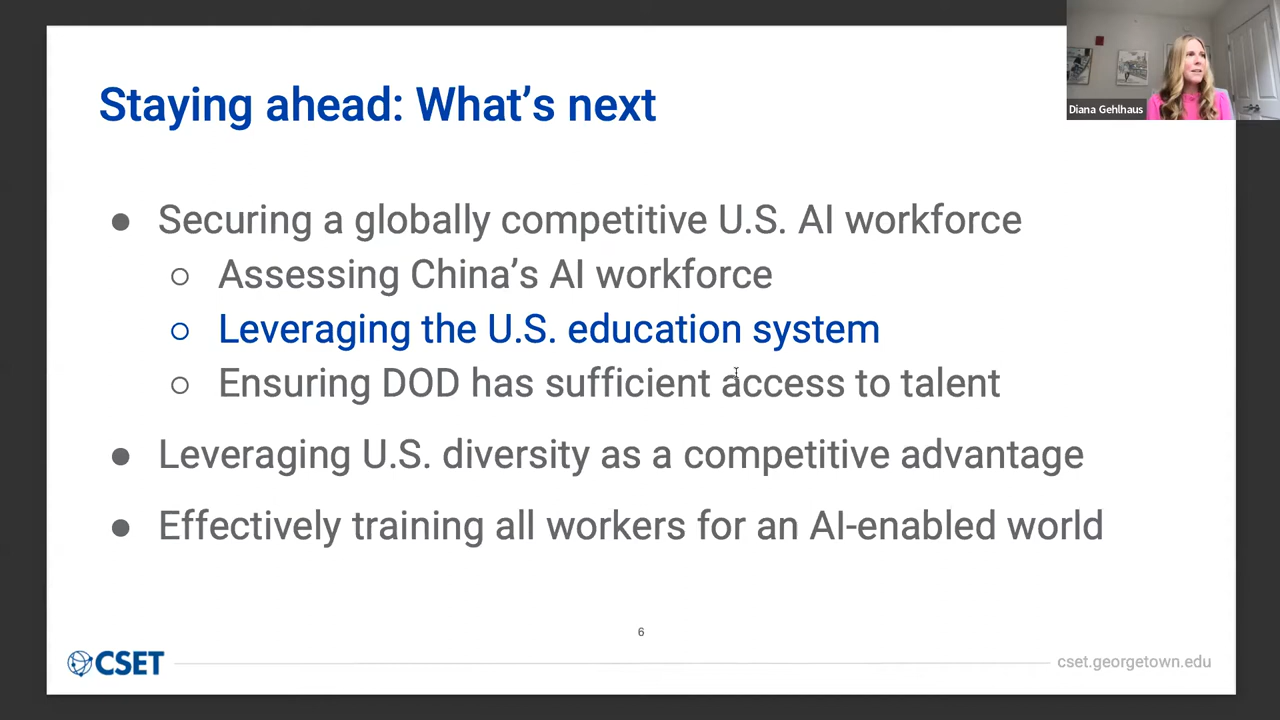 Staying ahead: What's next
Diana Gehlhaus
● Securing a globally competitive U.S. AI workforce
○ Assessing China's AI workforce
○ Leveraging the U.S. education system
○ Ensuring DOD has sufficient access to talent
● Leveraging U.S. diversity as a competitive advantage
● Effectively training all workers for an AI-enabled world
6
CSET
cset.georgetown.edu